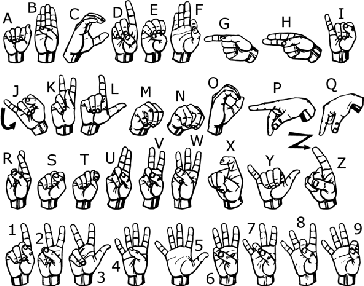 A B C D E F G H I
J K L M N O P Q
R S T U V W X Y Z
1 2 3 4 5 6 7 8 9